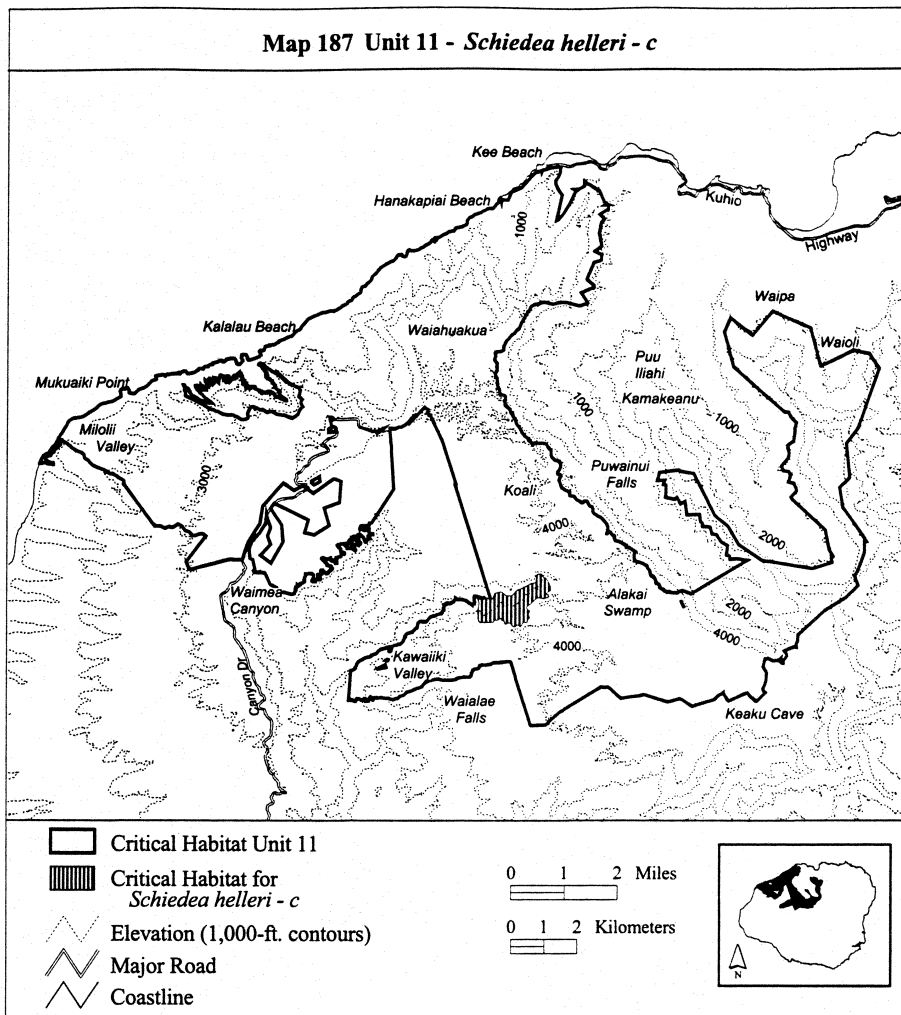 Map 187 Unit 11 - Schiedea helleri - c
Kee Beach
Hanakapiai Beach
Kuhio
Highway
1000
Kalalau Beach
Waiahuakua
Waipa
Waioli
Puu
Iliahi
Kamakeanu
Mukuaiki Point
Milolii
Valley
1000
1000
3000
Puwainui
Falls
Koali
4000
2000
Waimea
Canyon
Alakai
Swamp
2000
4000
4000
Kawaiiki
Valley
Canyon Dr
Waialae
Falls
Keaku Cave
Critical Habitat Unit 11
Critical Habitat for
Schiedea helleri - c
Elevation (1,000-ft. contours)
Major Road
Coastline
0 1 2 Miles
0 1 2 Kilometers
N